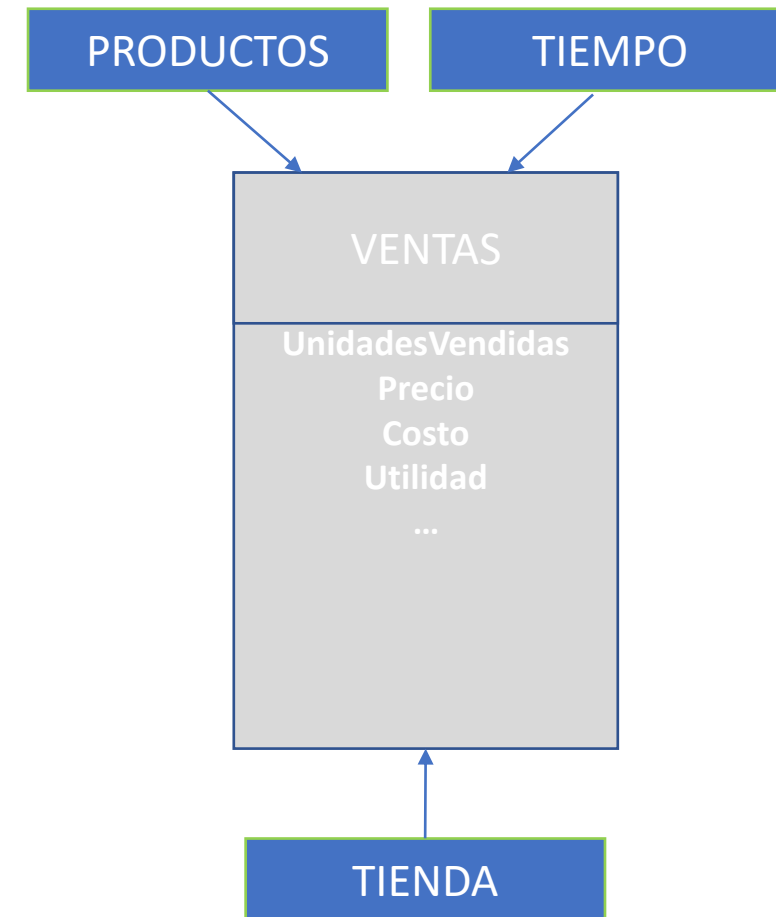 PRODUCTOS
TIEMPO
VENTAS
UnidadesVendidas
Precio
Costo
Utilidad
…
TIENDA